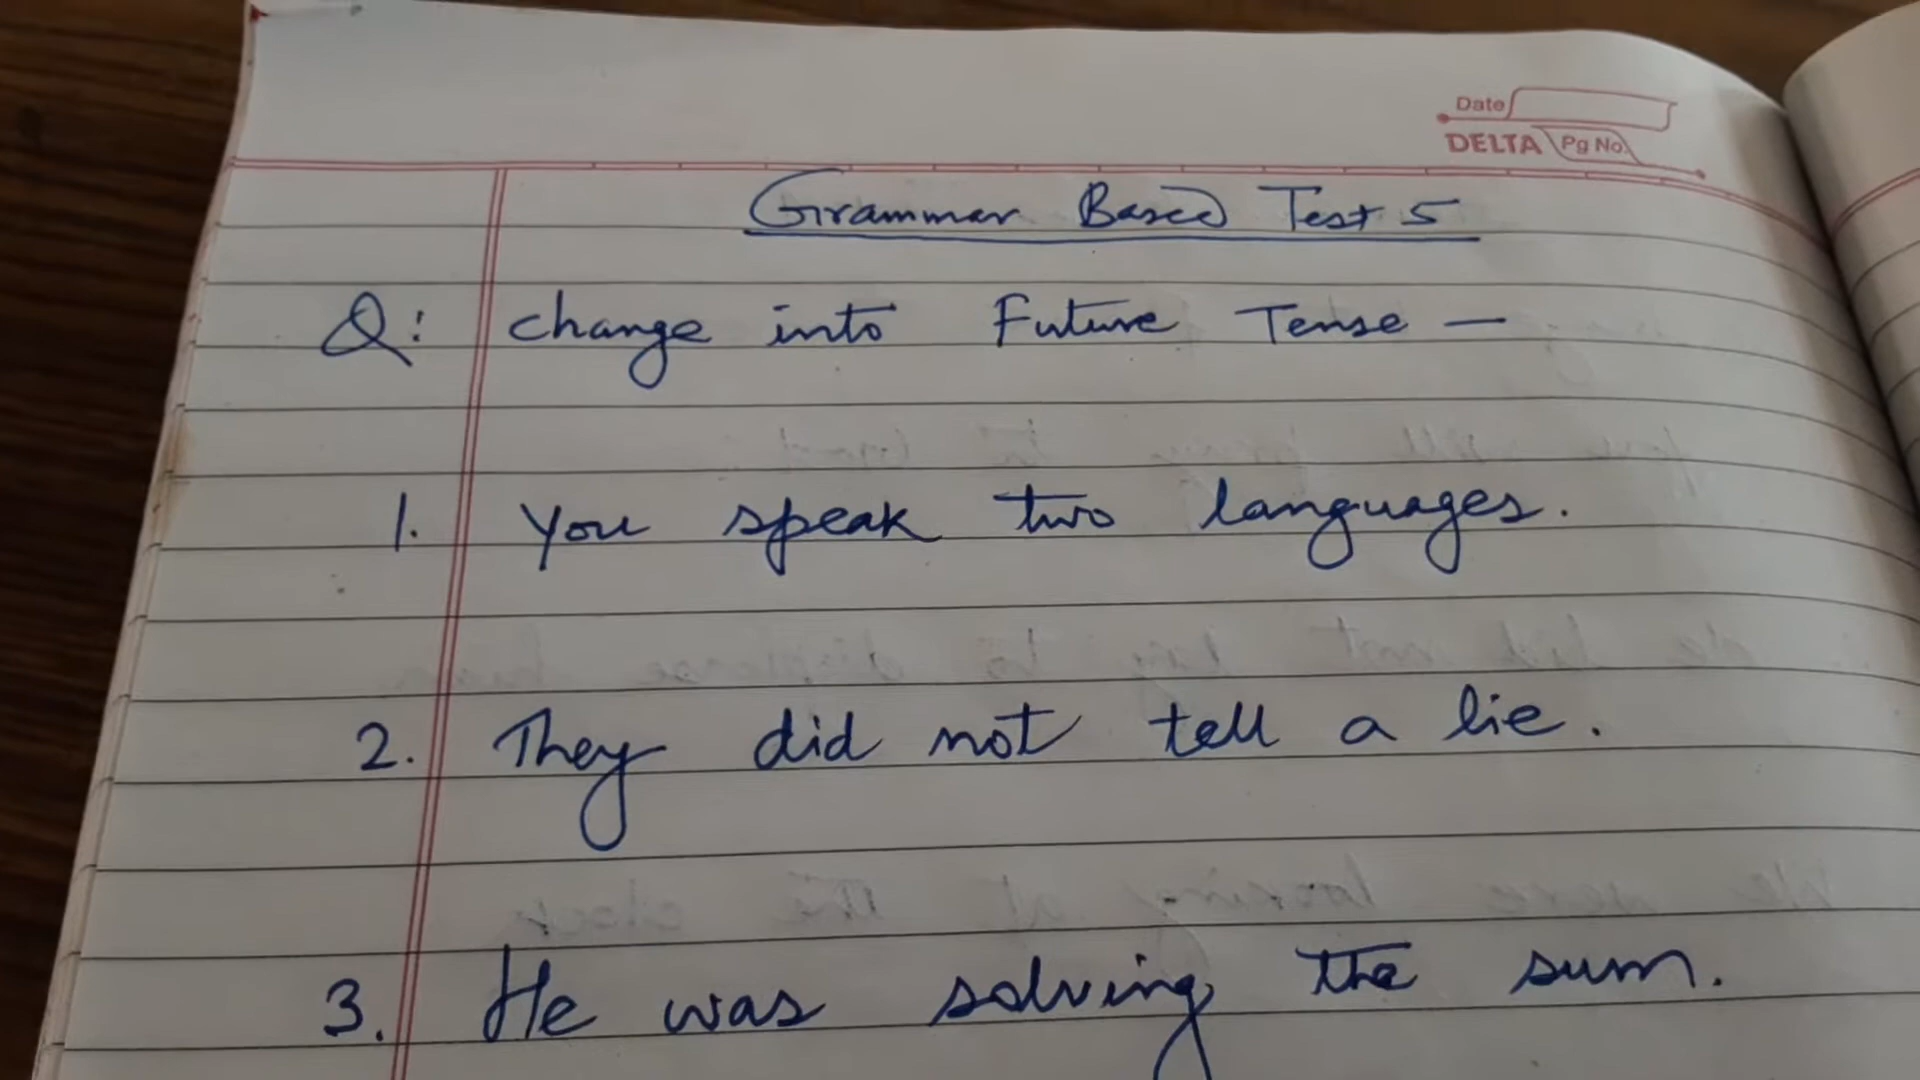 Date
DELTA Pg No.
Grammar Based Test 5
Q: change into Future Tense —
1. You speak two languages.
2. They did not tell a lie.
3. He was solving the sum.